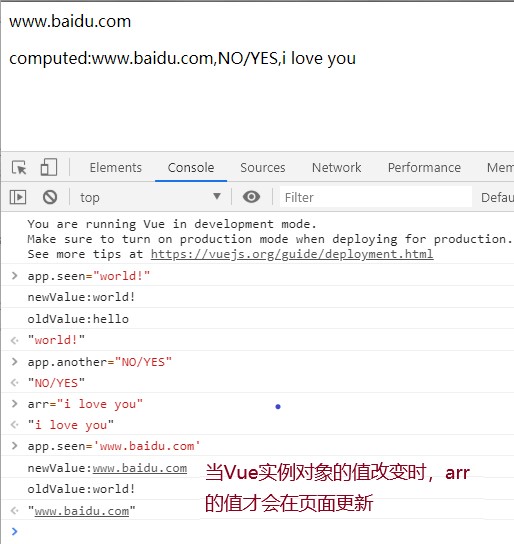 www.baidu.com
computed:www.baidu.com,NO/YES,i love you
Elements Console Sources Network Performance Mem
top Filter Defau
You are running Vue in development mode.
Make sure to turn on production mode when deploying for production.
See more tips at https://vuejs.org/guide/deployment.html
> app.seen="world!"
newValue:world!
oldValue:hello
"world!"
> app.another="NO/YES"
"NO/YES"
> arr="i love you"
"i love you"
> app.seen='www.baidu.com'
newValue:www.baidu.com
oldValue:world!
"www.baidu.com"
当Vue实例对象的值改变时，arr
的值才会在页面更新
>